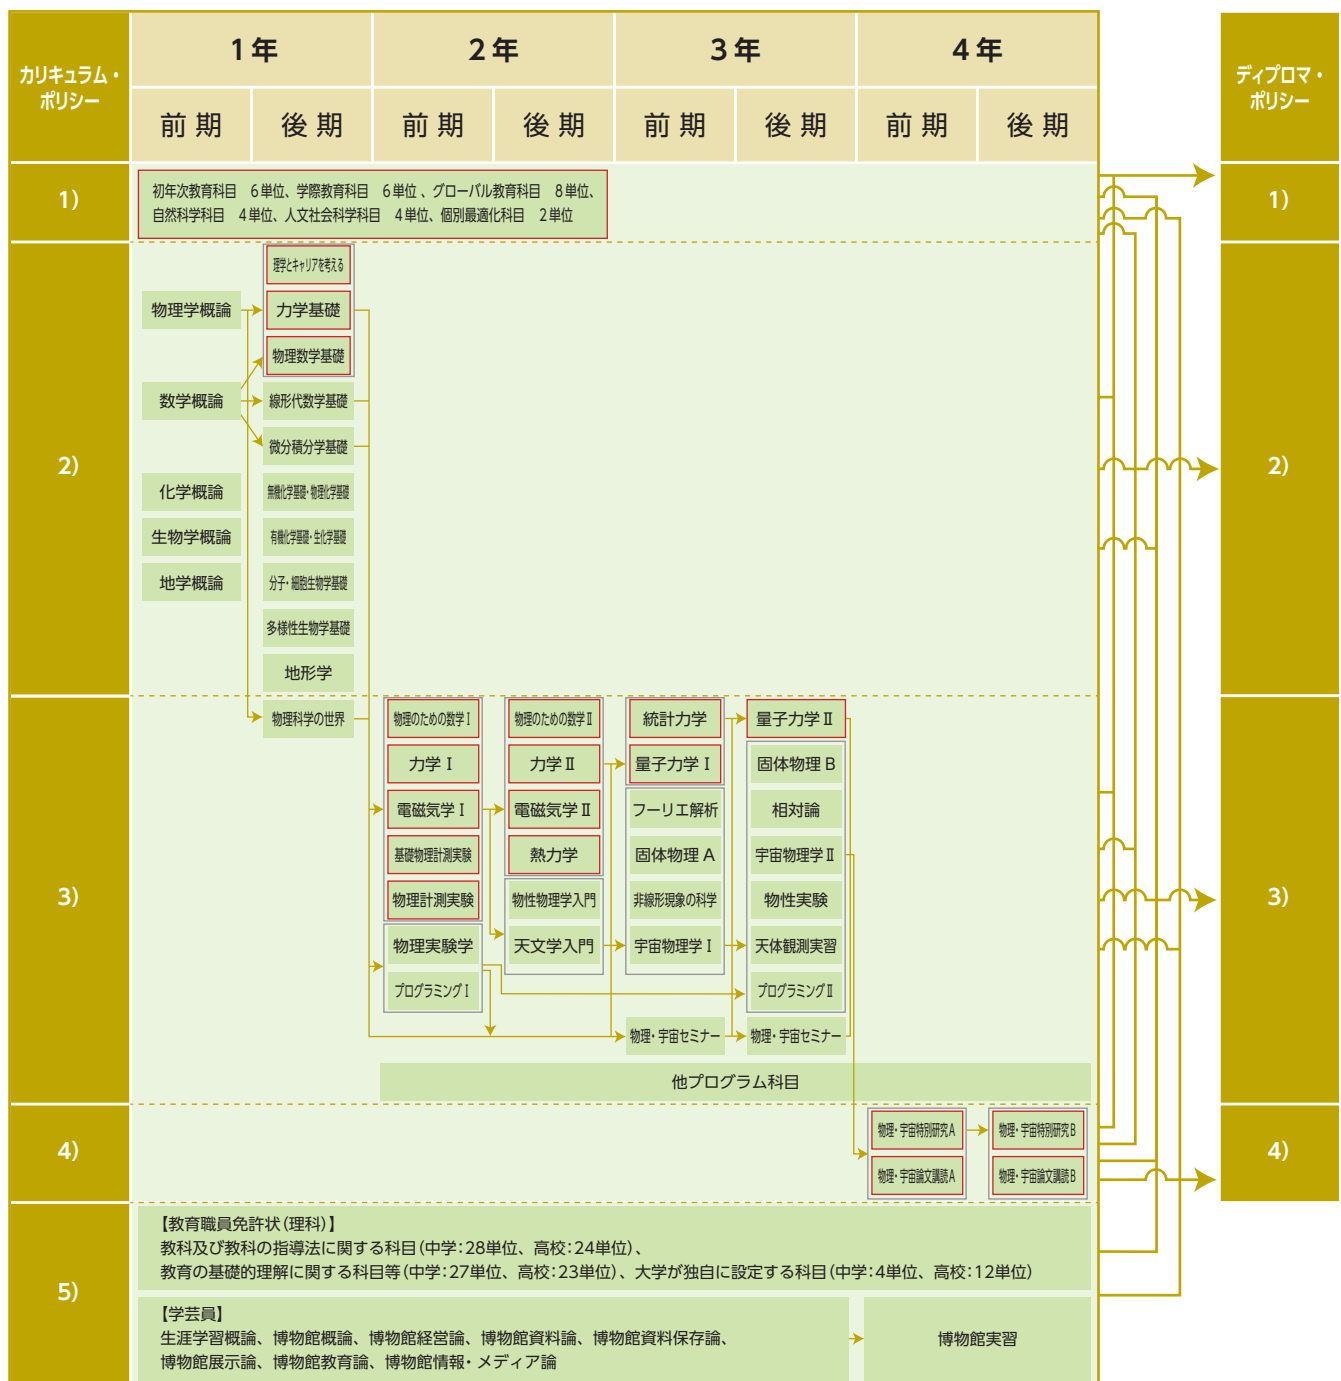 カリキュラム・
ポリシー
1年
2年
3年
4年
前期
後期
前期
後期
前期
後期
前期
後期
ディプロマ・
ポリシー
1)
初年次教育科目　6単位、学際教育科目　6単位、グローバル教育科目　8単位、
自然科学科目　4単位、人文社会科学科目　4単位、個別最適化科目　2単位
1)
2)
物理学概論
数学概論
化学概論
生物学概論
地学概論
理学とキャリアを考える
力学基礎
物理数学基礎
線形代数学基礎
微分積分学基礎
無機化学基礎・物理化学基礎
有機化学基礎・生化学基礎
分子・細胞生物学基礎
多様性生物学基礎
地形学
2)
3)
物理科学の世界
物理のための数学Ⅰ
力学Ⅰ
電磁気学Ⅰ
基礎物理計測実験
物理計測実験
物理実験学
プログラミングⅠ
物理のための数学Ⅱ
力学Ⅱ
電磁気学Ⅱ
熱力学
物性物理学入門
天文学入門
統計力学
量子力学Ⅰ
フーリエ解析
固体物理A
非線形現象の科学
宇宙物理学Ⅰ
物理・宇宙セミナー
量子力学Ⅱ
固体物理B
相対論
宇宙物理学Ⅱ
物性実験
天体観測実習
プログラミングⅡ
物理・宇宙セミナー
他プログラム科目
3)
4)
物理・宇宙特別研究A
物理・宇宙論文講読A
物理・宇宙特別研究B
物理・宇宙論文講読B
4)
5)
【教育職員免許状(理科)】
教科及び教科の指導法に関する科目(中学:28単位、高校:24単位)、
教育の基礎的理解に関する科目等(中学:27単位、高校:23単位)、大学が独自に設定する科目(中学:4単位、高校:12単位)
【学芸員】
生涯学習概論、博物館概論、博物館経営論、博物館資料論、博物館資料保存論、
博物館展示論、博物館教育論、博物館情報・メディア論
博物館実習